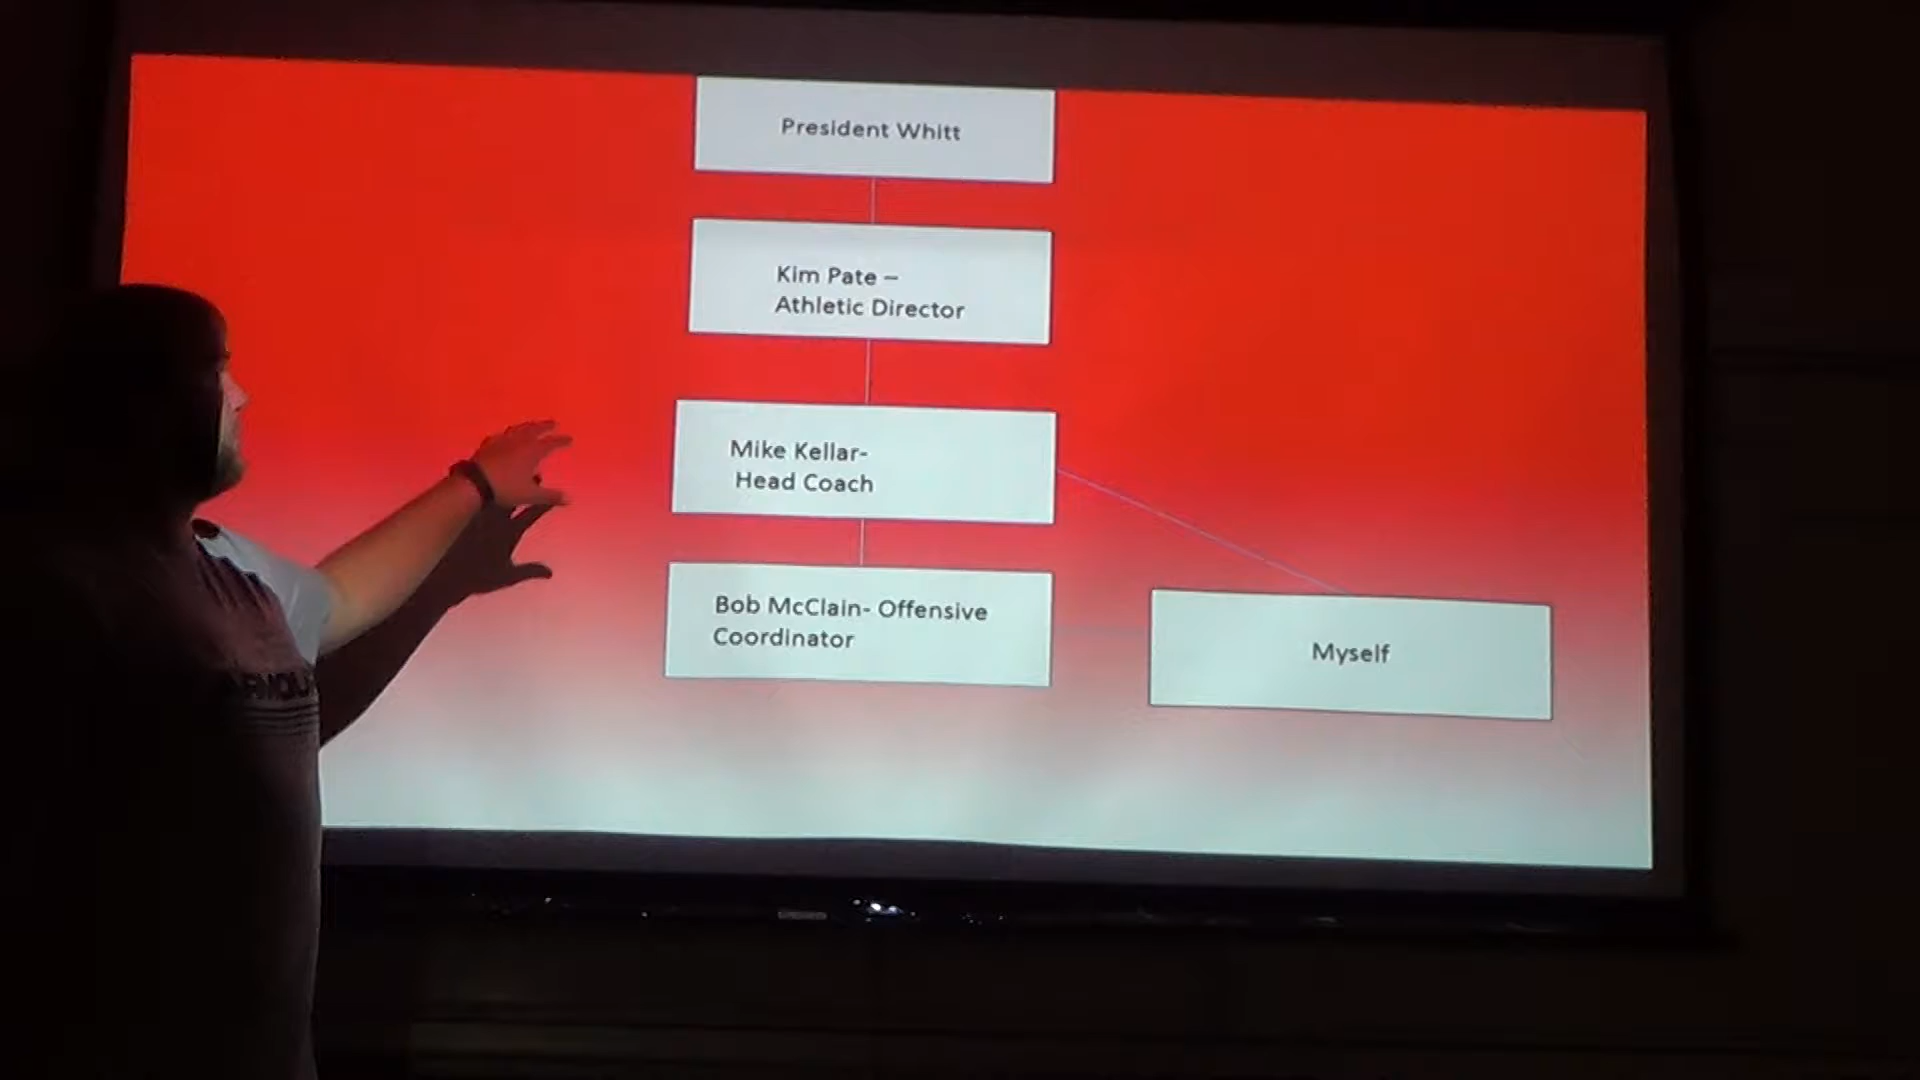 President Whitt
Kim Pate –
Athletic Director
Mike Kellar-
Head Coach
Bob McClain- Offensive
Coordinator
Myself